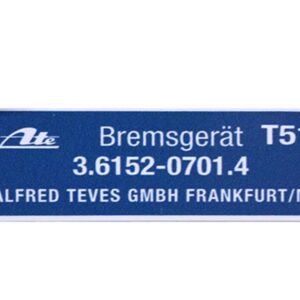 Ate Bremsgerät T51
3.6152-0701.4
ALFRED TEVES GMBH FRANKFURT/M